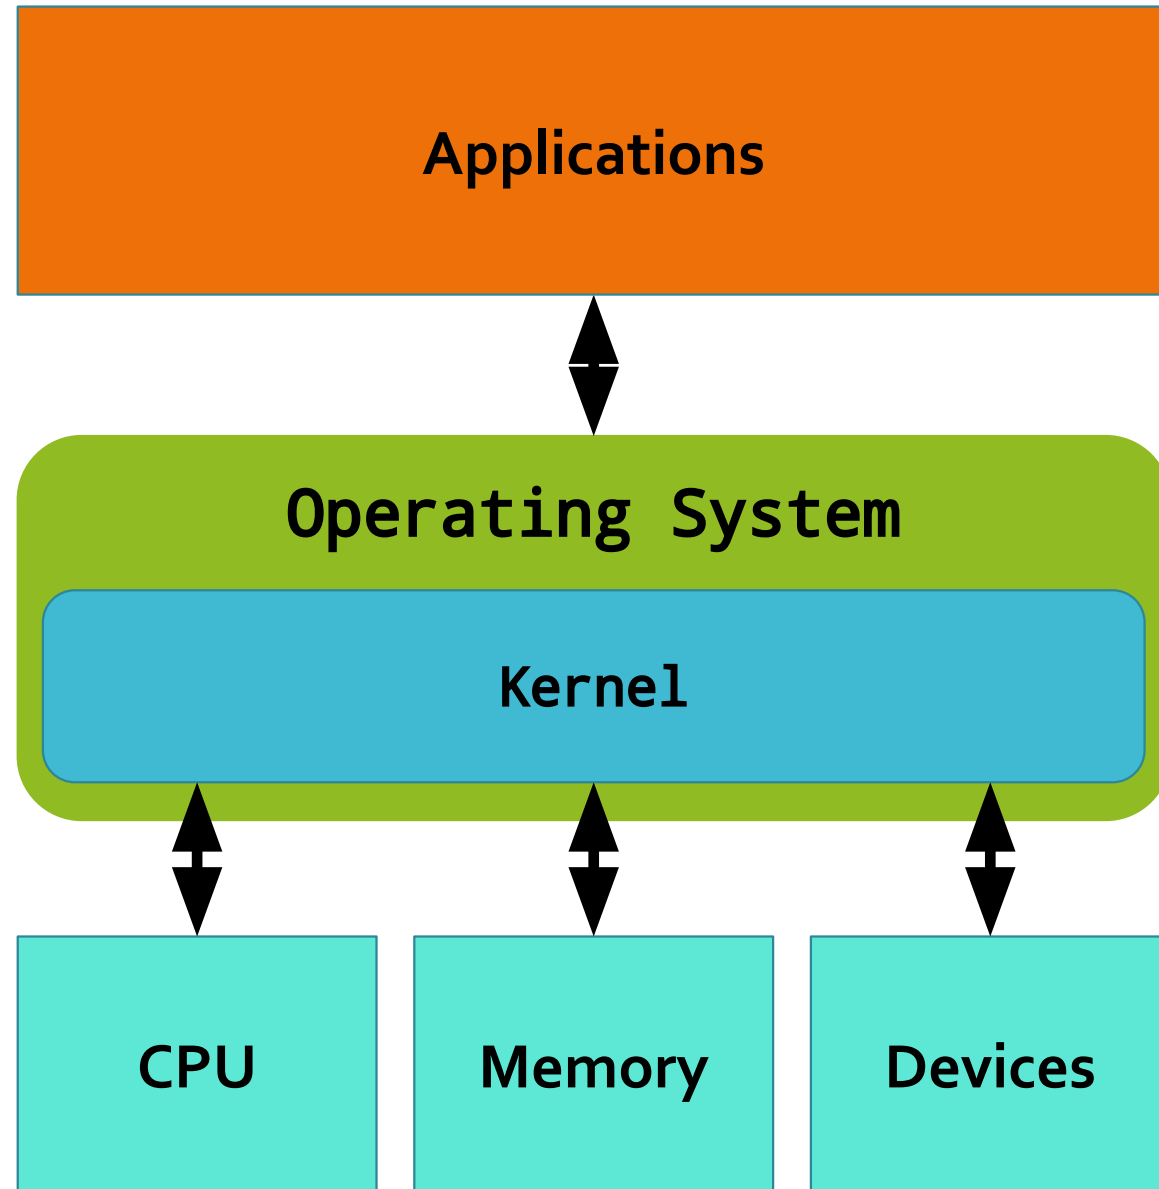 Applications
Operating System
Kernel
CPU
Memory
Devices